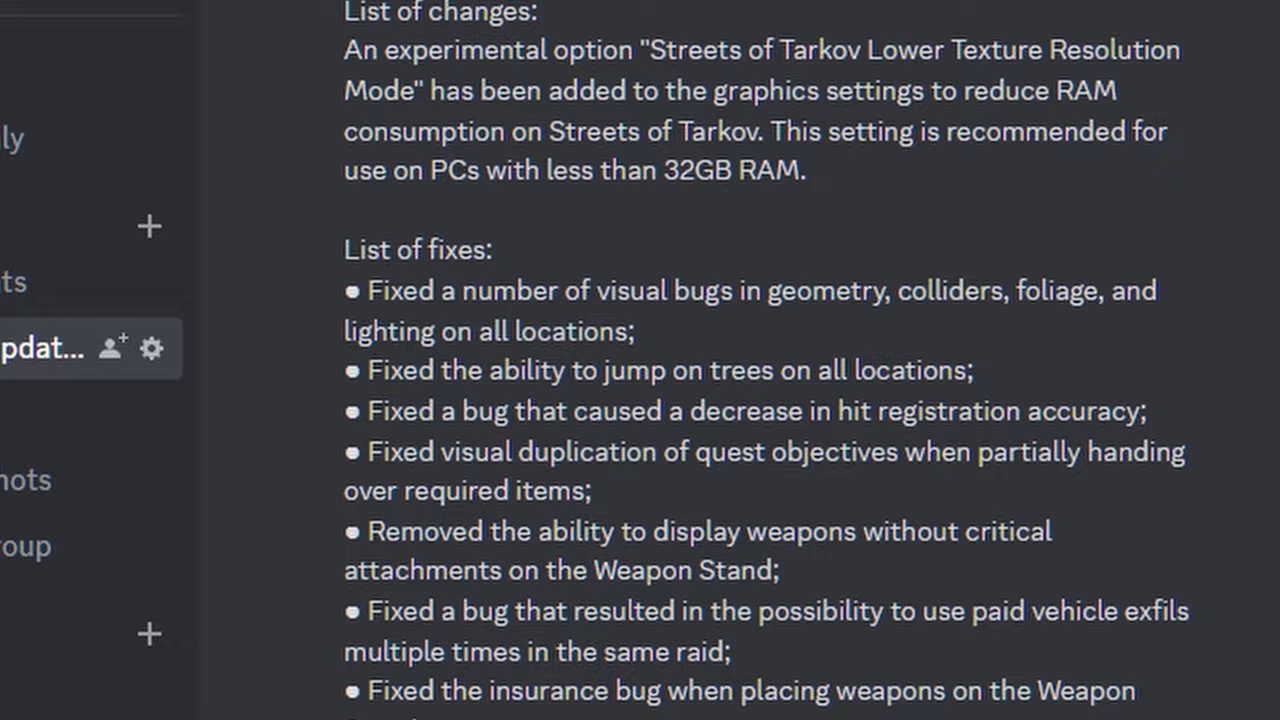 List of changes:
An experimental option "Streets of Tarkov Lower Texture Resolution
Mode" has been added to the graphics settings to reduce RAM
consumption on Streets of Tarkov. This setting is recommended for
use on PCs with less than 32GB RAM.
List of fixes:
● Fixed a number of visual bugs in geometry, colliders, foliage, and
lighting on all locations;
● Fixed the ability to jump on trees on all locations;
● Fixed a bug that caused a decrease in hit registration accuracy;
● Fixed visual duplication of quest objectives when partially handing
over required items;
● Removed the ability to display weapons without critical
attachments on the Weapon Stand;
● Fixed a bug that resulted in the possibility to use paid vehicle exfils
multiple times in the same raid;
● Fixed the insurance bug when placing weapons on the Weapon
ly
ts
pdat...
nots
roup